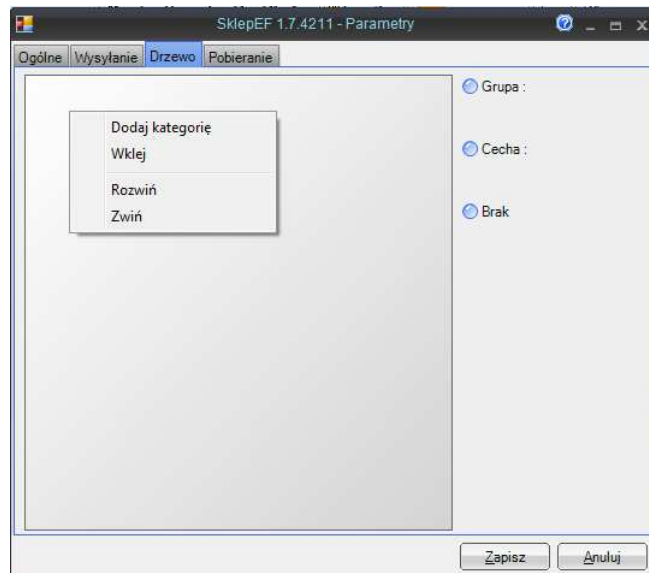 SklepEF 1.7.4211 - Parametry
Ogólne Wysyłanie Drzewo Pobieranie
Dodaj kategorię
Wklej
Rozwiń
Zwiń
Grupa :
Cecha :
Brak
Zapisz Anuluj